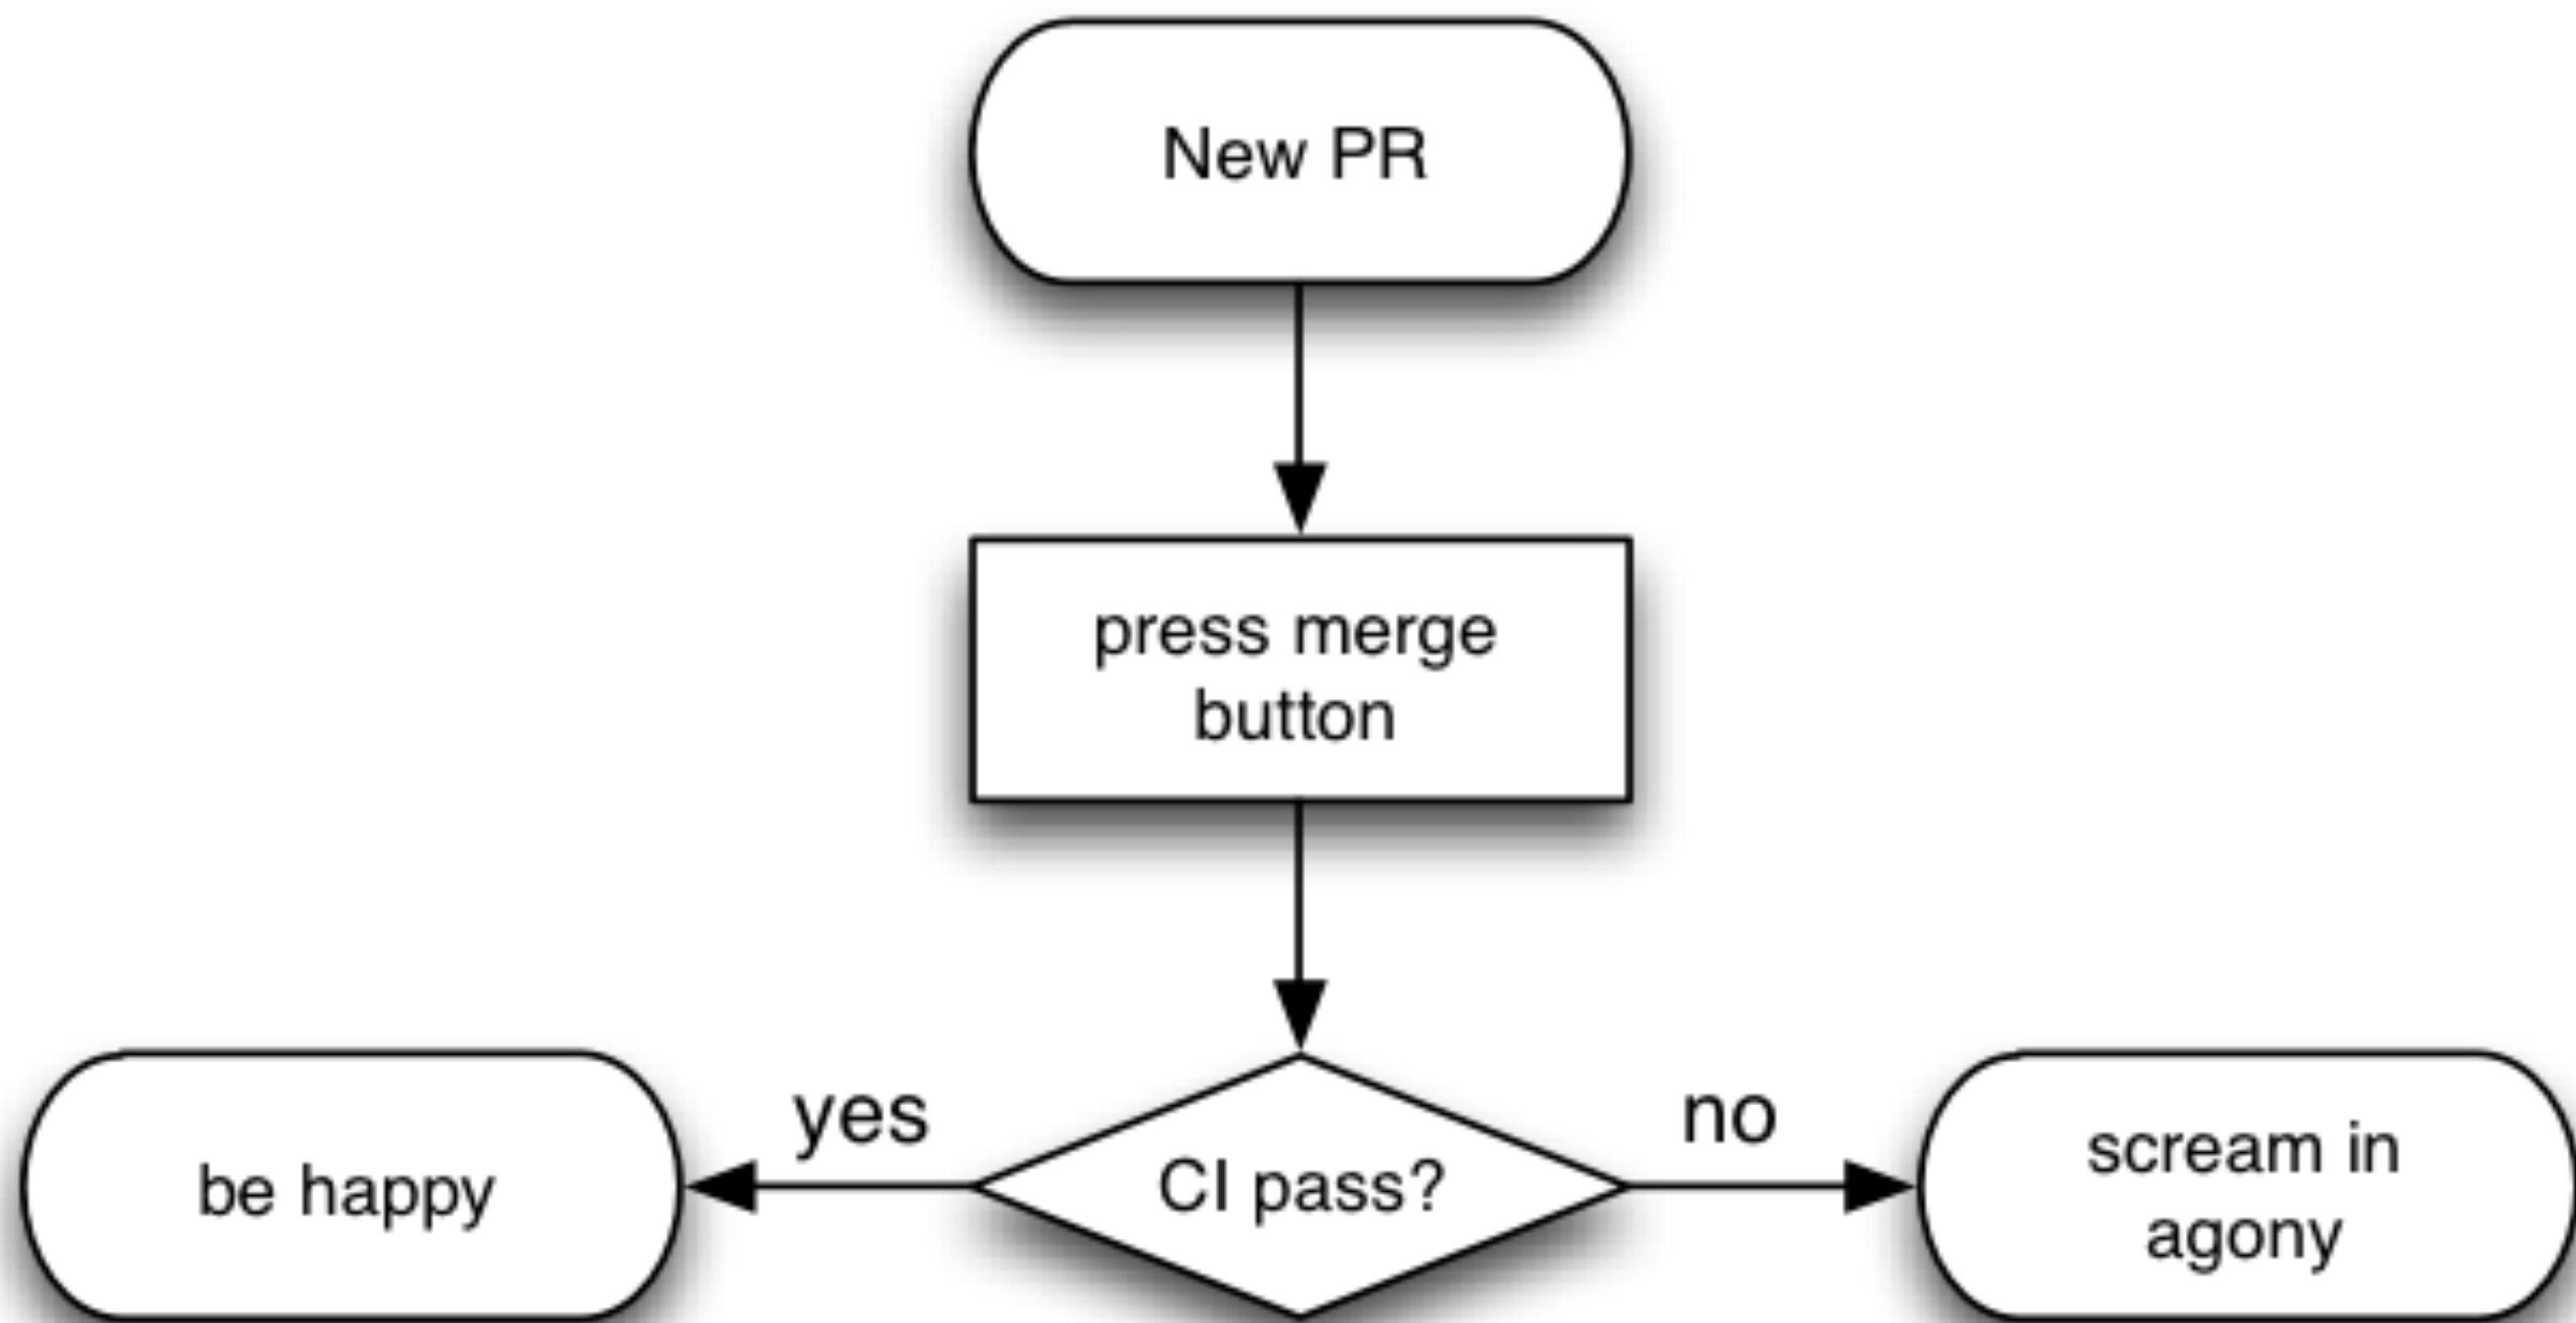 New PR
press merge
button
yes
no
be happy
CI pass?
scream in
agony